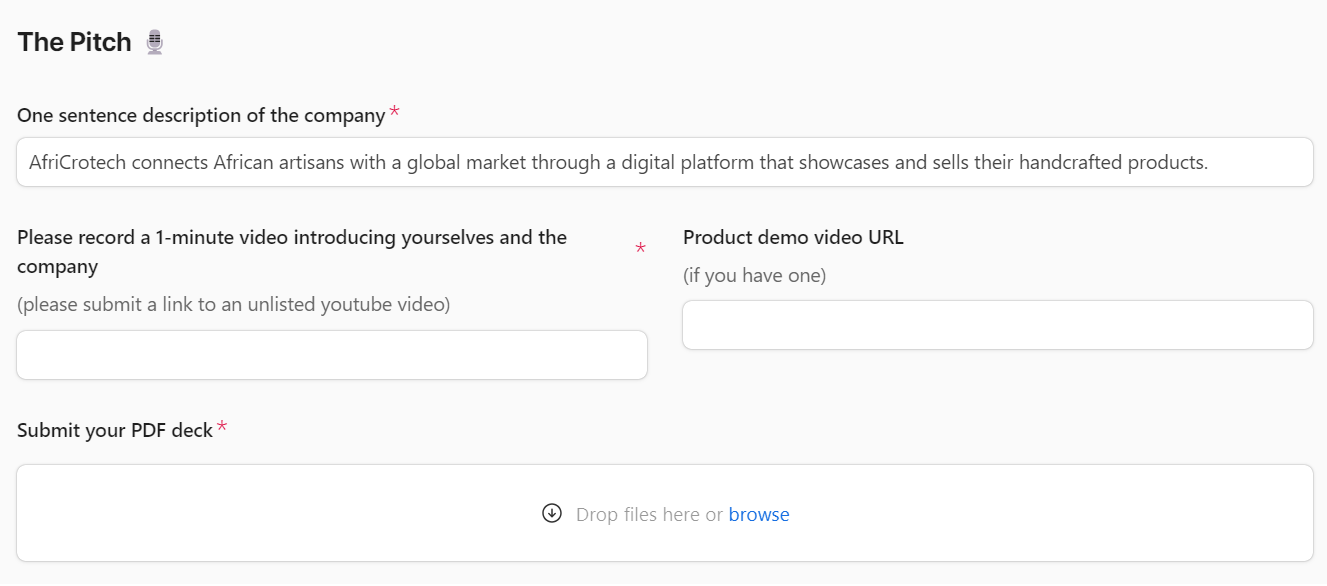 The Pitch 🎙️
One sentence description of the company *
AfriCrotech connects African artisans with a global market through a digital platform that showcases and sells their handcrafted products.
Please record a 1-minute video introducing yourselves and the
company *
(please submit a link to an unlisted youtube video)
Product demo video URL
(if you have one)
Submit your PDF deck *
Drop files here or browse